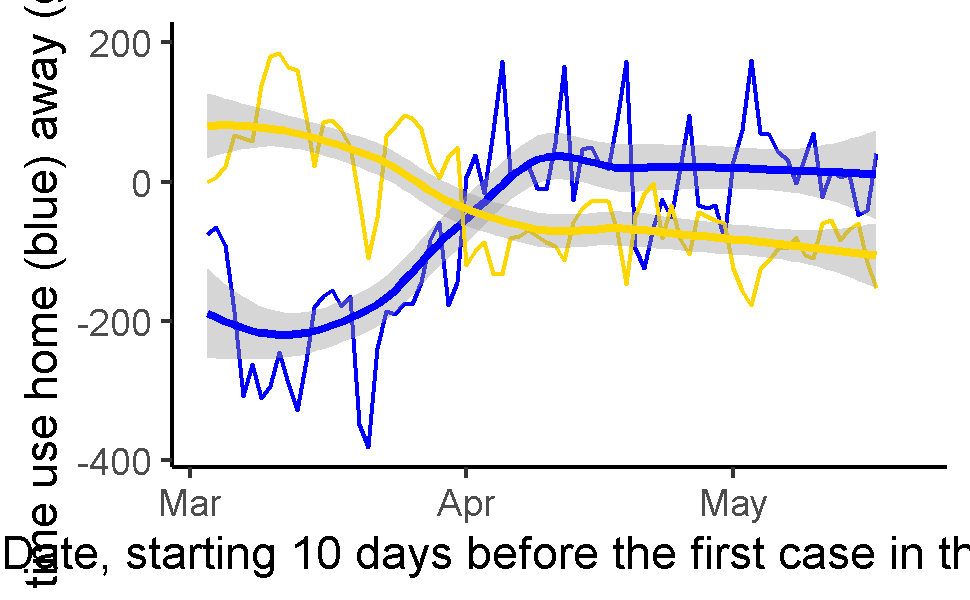 time use home (blue) away (
200
0
-200
-400
Mar Apr May
Date, starting 10 days before the first case in th